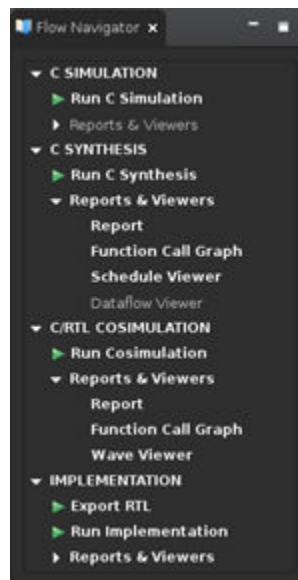 Flow Navigator
C SIMULATION
Run C Simulation
Reports & Viewers
C SYNTHESIS
Run C Synthesis
Reports & Viewers
Report
Function Call Graph
Schedule Viewer
Dataflow Viewer
C/RTL COSIMULATION
Run Cosimulation
Reports & Viewers
Report
Function Call Graph
Wave Viewer
IMPLEMENTATION
Export RTL
Run Implementation
Reports & Viewers